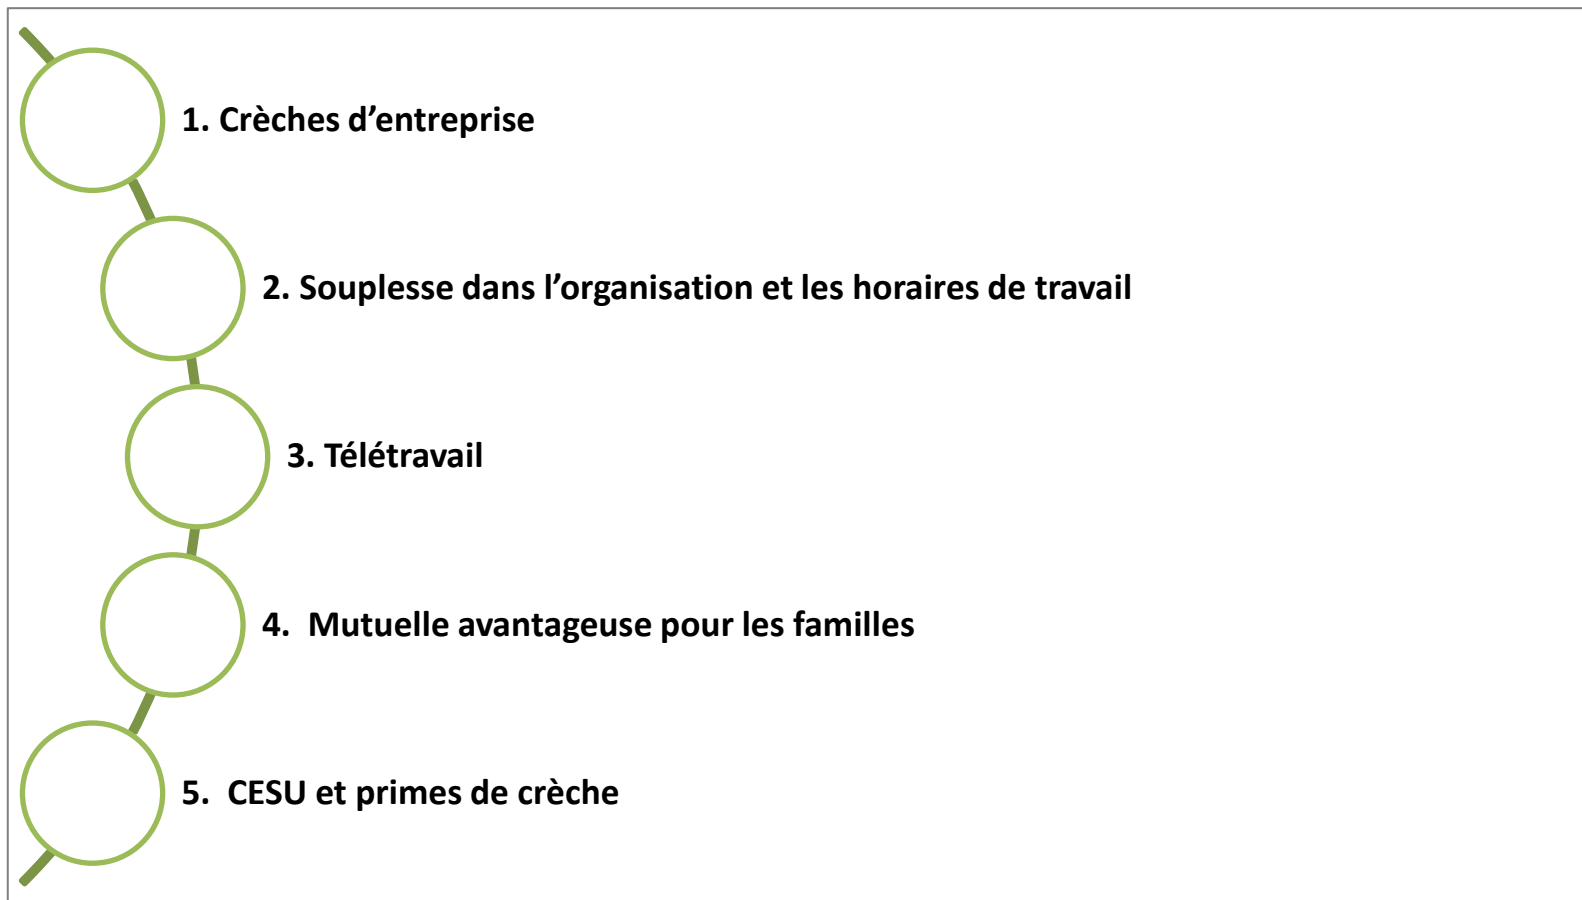 1. Crèches d’entreprise
2. Souplesse dans l’organisation et les horaires de travail
3. Télétravail
4.  Mutuelle avantageuse pour les familles
5.  CESU et primes de crèche